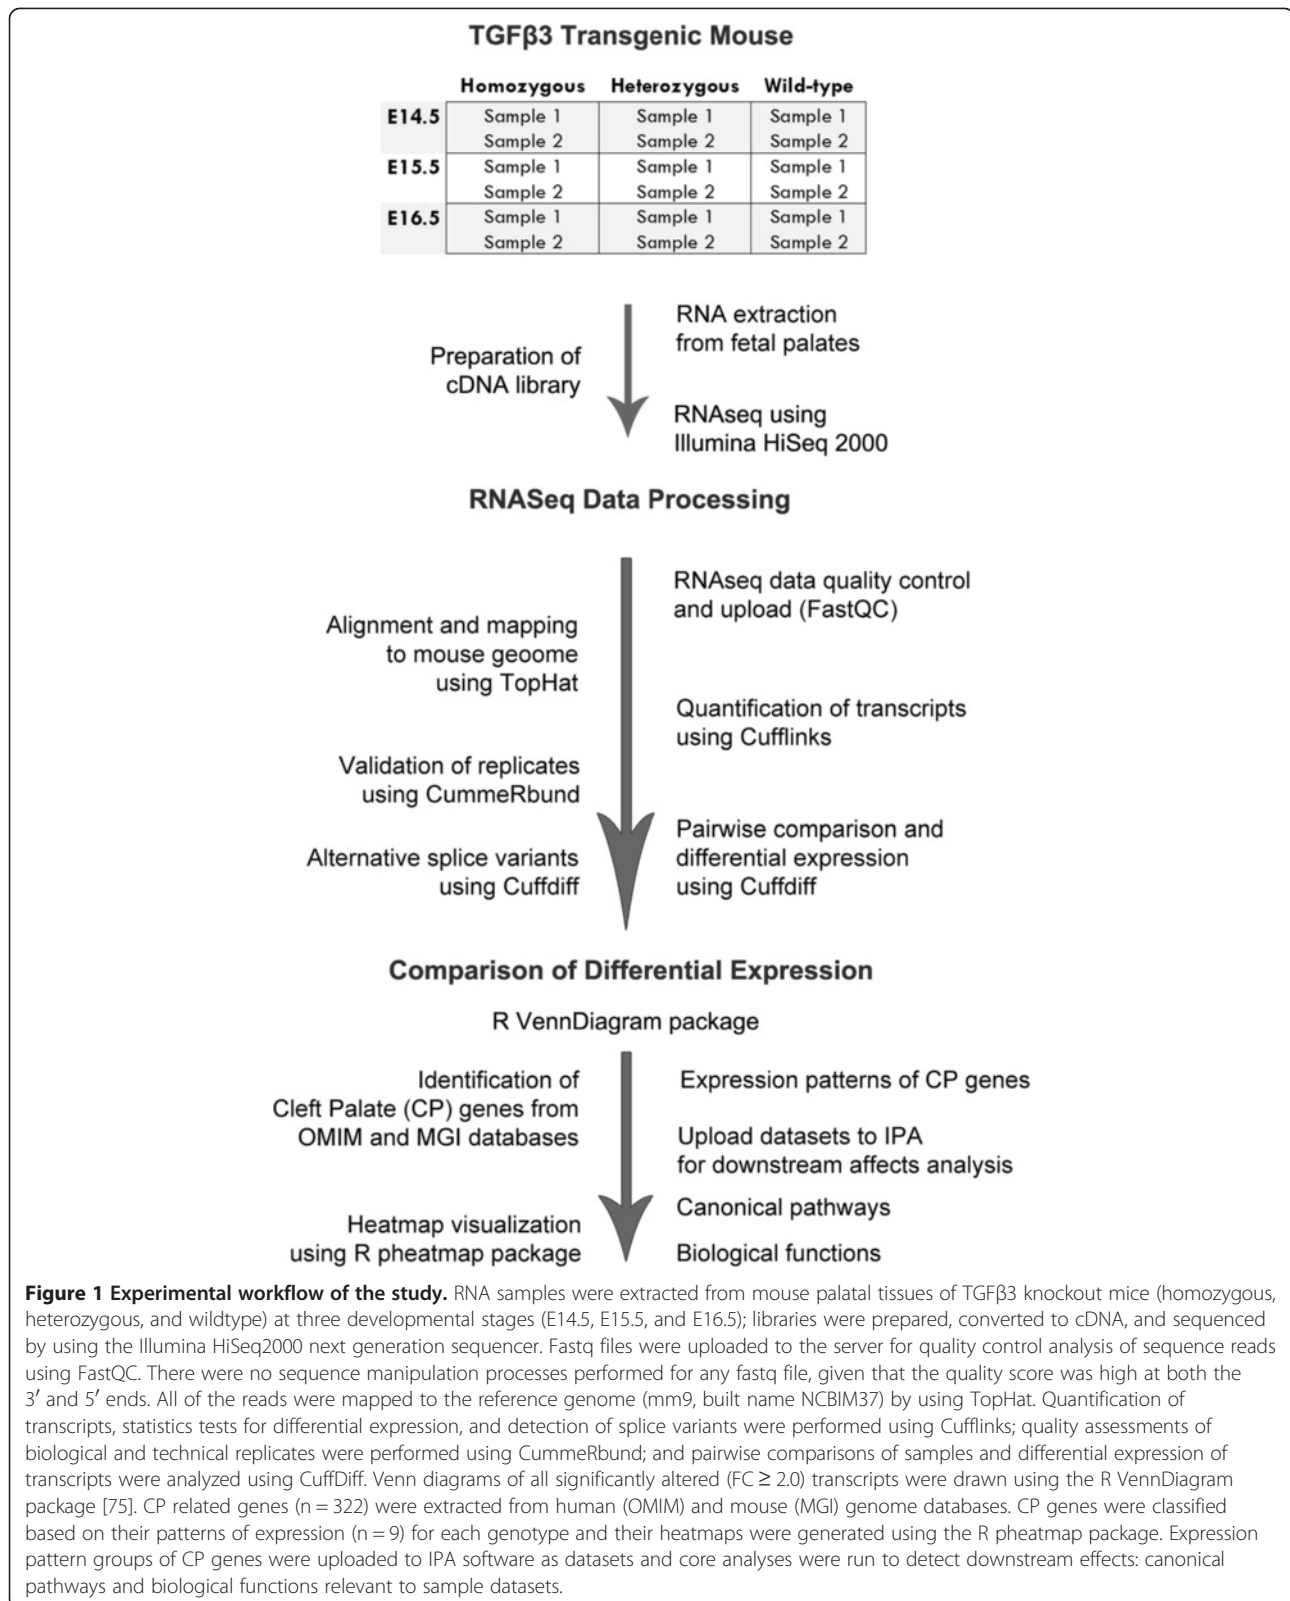 TGFβ3 Transgenic Mouse
Homozygous Heterozygous Wild-type
E14.5 Sample 1 Sample 1 Sample 1
Sample 2 Sample 2 Sample 2
E15.5 Sample 1 Sample 1 Sample 1
Sample 2 Sample 2 Sample 2
E16.5 Sample 1 Sample 1 Sample 1
Sample 2 Sample 2 Sample 2
RNA extraction
from fetal palates
Preparation of
cDNA library
RNAseq using
Illumina HiSeq 2000
RNASeq Data Processing
RNAseq data quality control
and upload (FastQC)
Alignment and mapping
to mouse geoome
using TopHat
Quantification of transcripts
using Cufflinks
Validation of replicates
using CummeRbund
Pairwise comparison and
differential expression
using Cuffdiff
Alternative splice variants
using Cuffdiff
Comparison of Differential Expression
R VennDiagram package
Identification of
Cleft Palate (CP) genes from
OMIM and MGI databases
Expression patterns of CP genes
Upload datasets to IPA
for downstream affects analysis
Canonical pathways
Heatmap visualization
using R pheatmap package
Biological functions
Figure 1 Experimental workflow of the study. RNA samples were extracted from mouse palatal tissues of TGFβ3 knockout mice (homozygous,
heterozygous, and wildtype) at three developmental stages (E14.5, E15.5, and E16.5); libraries were prepared, converted to cDNA, and sequenced
by using the Illumina HiSeq2000 next generation sequencer. Fastq files were uploaded to the server for quality control analysis of sequence reads
using FastQC. There were no sequence manipulation processes performed for any fastq file, given that the quality score was high at both the
3′ and 5′ ends. All of the reads were mapped to the reference genome (mm9, built name NCBIM37) by using TopHat. Quantification of
transcripts, statistics tests for differential expression, and detection of splice variants were performed using Cufflinks; quality assessments of
biological and technical replicates were performed using CummeRbund; and pairwise comparisons of samples and differential expression of
transcripts were analyzed using CuffDiff. Venn diagrams of all significantly altered (FC ≥ 2.0) transcripts were drawn using the R VennDiagram
package [75]. CP related genes (n = 322) were extracted from human (OMIM) and mouse (MGI) genome databases. CP genes were classified
based on their patterns of expression (n = 9) for each genotype and their heatmaps were generated using the R pheatmap package. Expression
pattern groups of CP genes were uploaded to IPA software as datasets and core analyses were run to detect downstream effects: canonical
pathways and biological functions relevant to sample datasets.